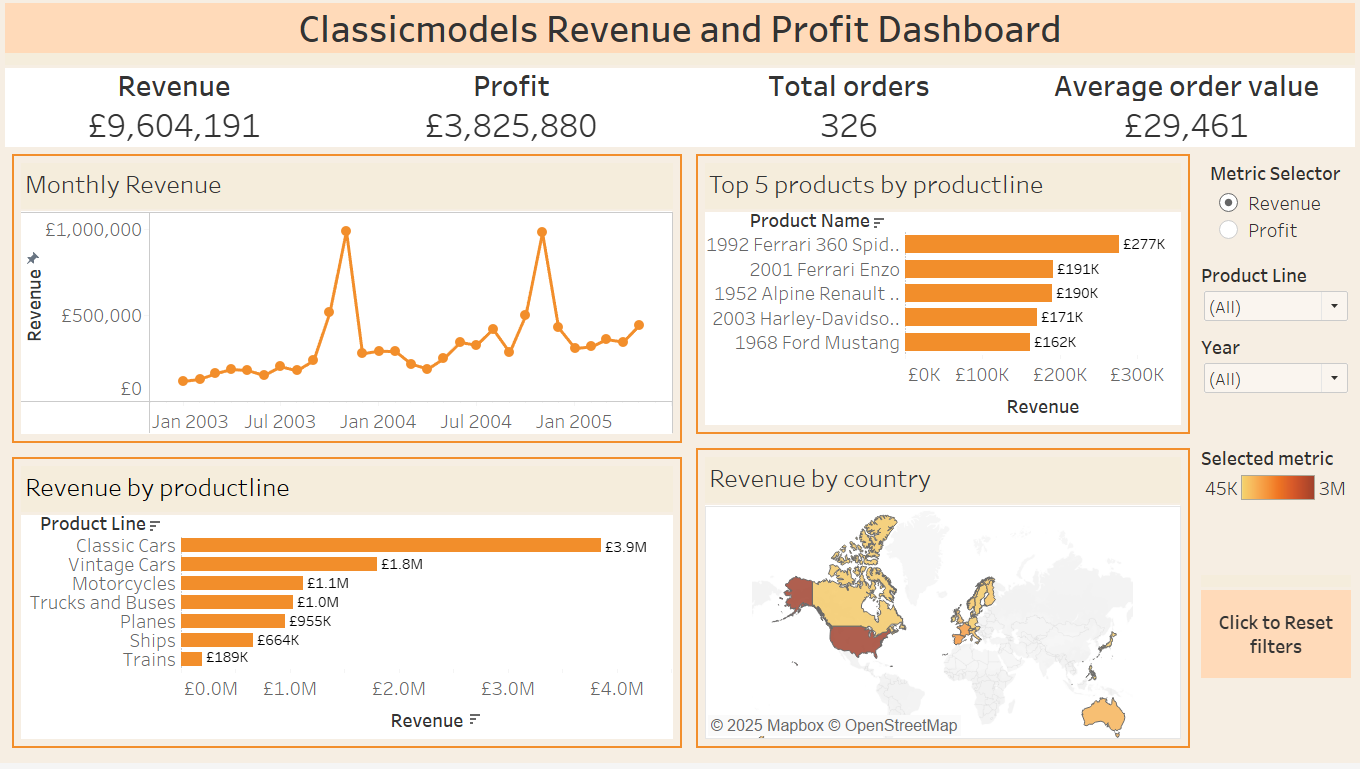 Classicmodels Revenue and Profit Dashboard
Revenue
£9,604,191
Profit
£3,825,880
Total orders
326
Average order value
£29,461
Monthly Revenue
Revenue
£1,000,000
£500,000
£0
Jan 2003 Jul 2003 Jan 2004 Jul 2004 Jan 2005
Top 5 products by productline
Product Name
1992 Ferrari 360 Spid.. £277K
2001 Ferrari Enzo £191K
1952 Alpine Renault .. £190K
2003 Harley-Davidso.. £171K
1968 Ford Mustang £162K
£0K £100K £200K £300K
Revenue
Metric Selector
Revenue
Profit
Product Line
(All)
Year
(All)
Selected metric
45K 3M
Click to Reset
filters
Revenue by productline
Product Line
Classic Cars £3.9M
Vintage Cars £1.8M
Motorcycles £1.1M
Trucks and Buses £1.0M
Planes £955K
Ships £664K
Trains £189K
£0.0M £1.0M £2.0M £3.0M £4.0M
Revenue
Revenue by country
© 2025 Mapbox © OpenStreetMap